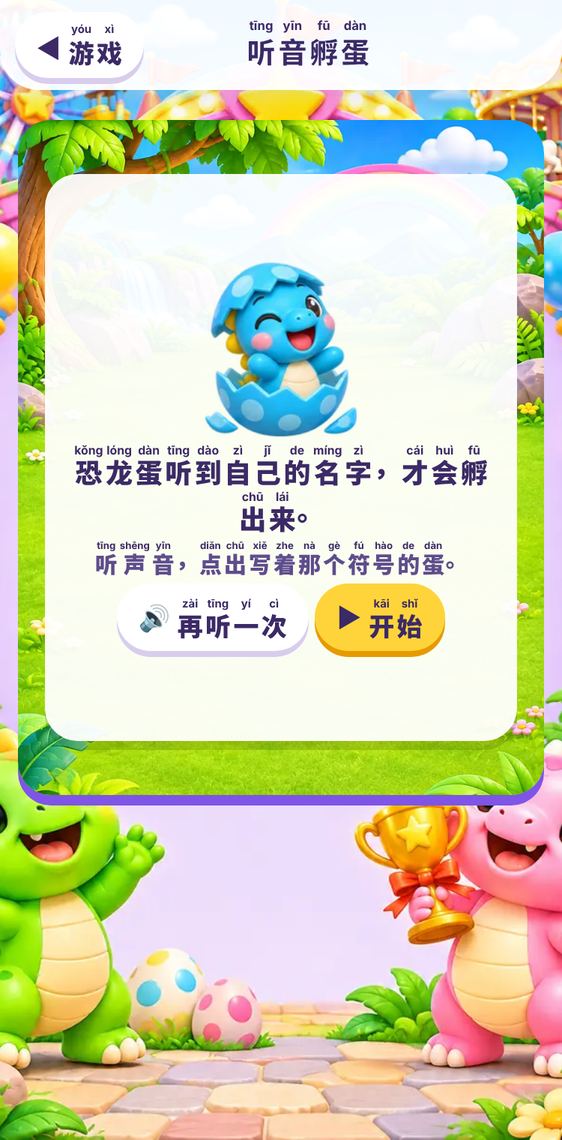 yóu xì
◀ 游戏
tīng yīn fū dàn
听音孵蛋
kǒng lóng dàn tīng dào zì jǐ de míng zì cái huì fū
恐龙蛋听到自己的名字，才会孵
chū lái
出来。
tīng shēng yīn diǎn chū xiě zhe nà gè fú hào de dàn
听声音，点出写着那个符号的蛋。
zài tīng yí cì
再听一次
kāi shǐ
▶ 开始